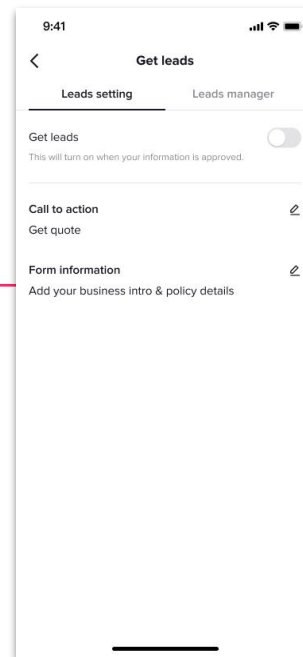 9:41
Get leads
Leads setting Leads manager
Get leads
This will turn on when your information is approved.
Call to action
Get quote
Form information
Add your business intro & policy details